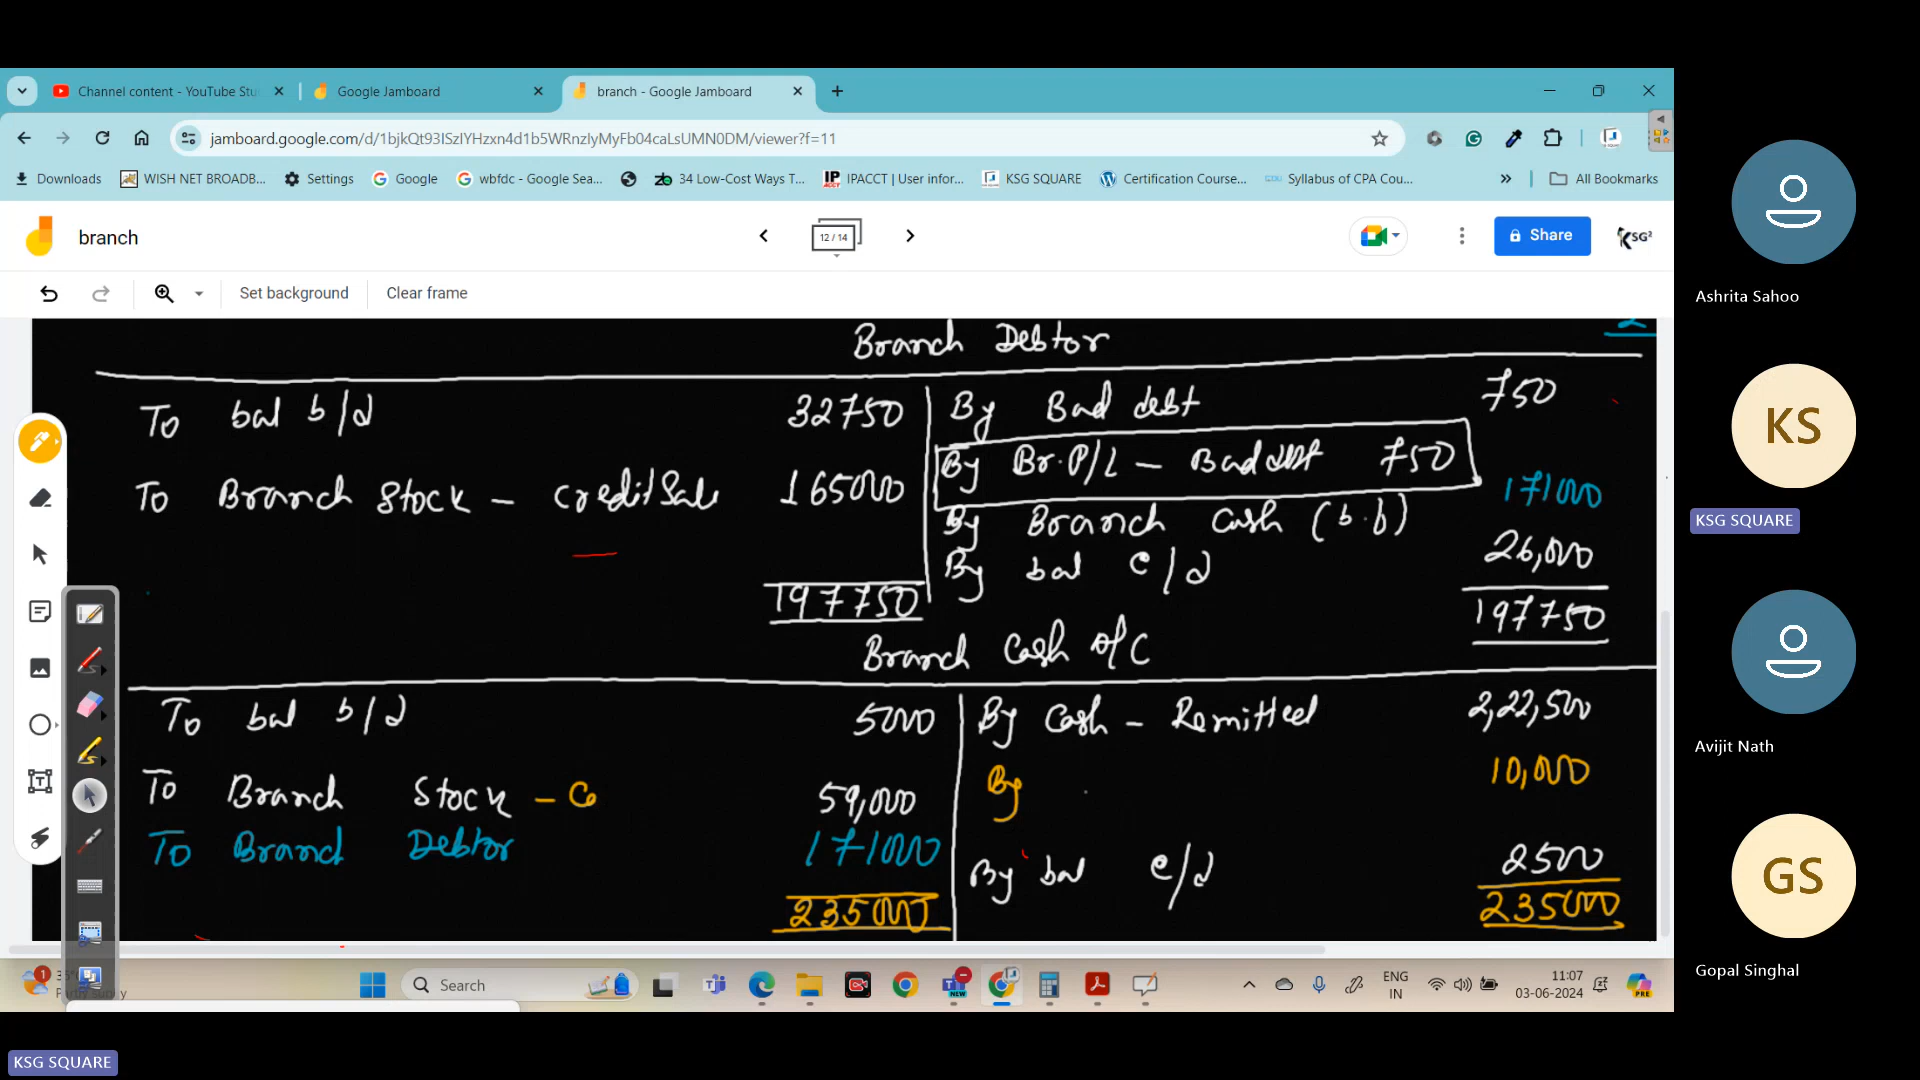 Channel content - YouTube Stu
Google Jamboard
branch - Google Jamboard
jamboard.google.com/d/1bjkQt93ISzIYHzxn4d1b5WRnzIyMyFb04caLsUMN0DM/viewer?f=11
Downloads
WISH NET BROADB...
Settings
Google
wbfdc - Google Sea...
34 Low-Cost Ways T...
IPACCT | User infor...
KSG SQUARE
Certification Course...
Syllabus of CPA Cou...
»
All Bookmarks
branch
12 / 14
Share
KSG²
Set background
Clear frame
Branch Debtor
To bal b/d 32750 By Bad debt 750
By Br. P/L - Bad debt 750
To Branch Stock - Credit Sale 165000
By Branch Cash (b.b) 171000
By bal c/d 26,000
197750 197750
Branch Cash A/C
To bal b/d 5000 By Cash - Remitted 2,22,500
To Branch Stock - C 59,000 By 10,000
To Branch Debtor 171000
By bal c/d 2500
235000 235000
Ashrita Sahoo
KS
KSG SQUARE
Avijit Nath
GS
Gopal Singhal
1
Search
NEW
ENG
IN
11:07
03-06-2024
PRE
KSG SQUARE